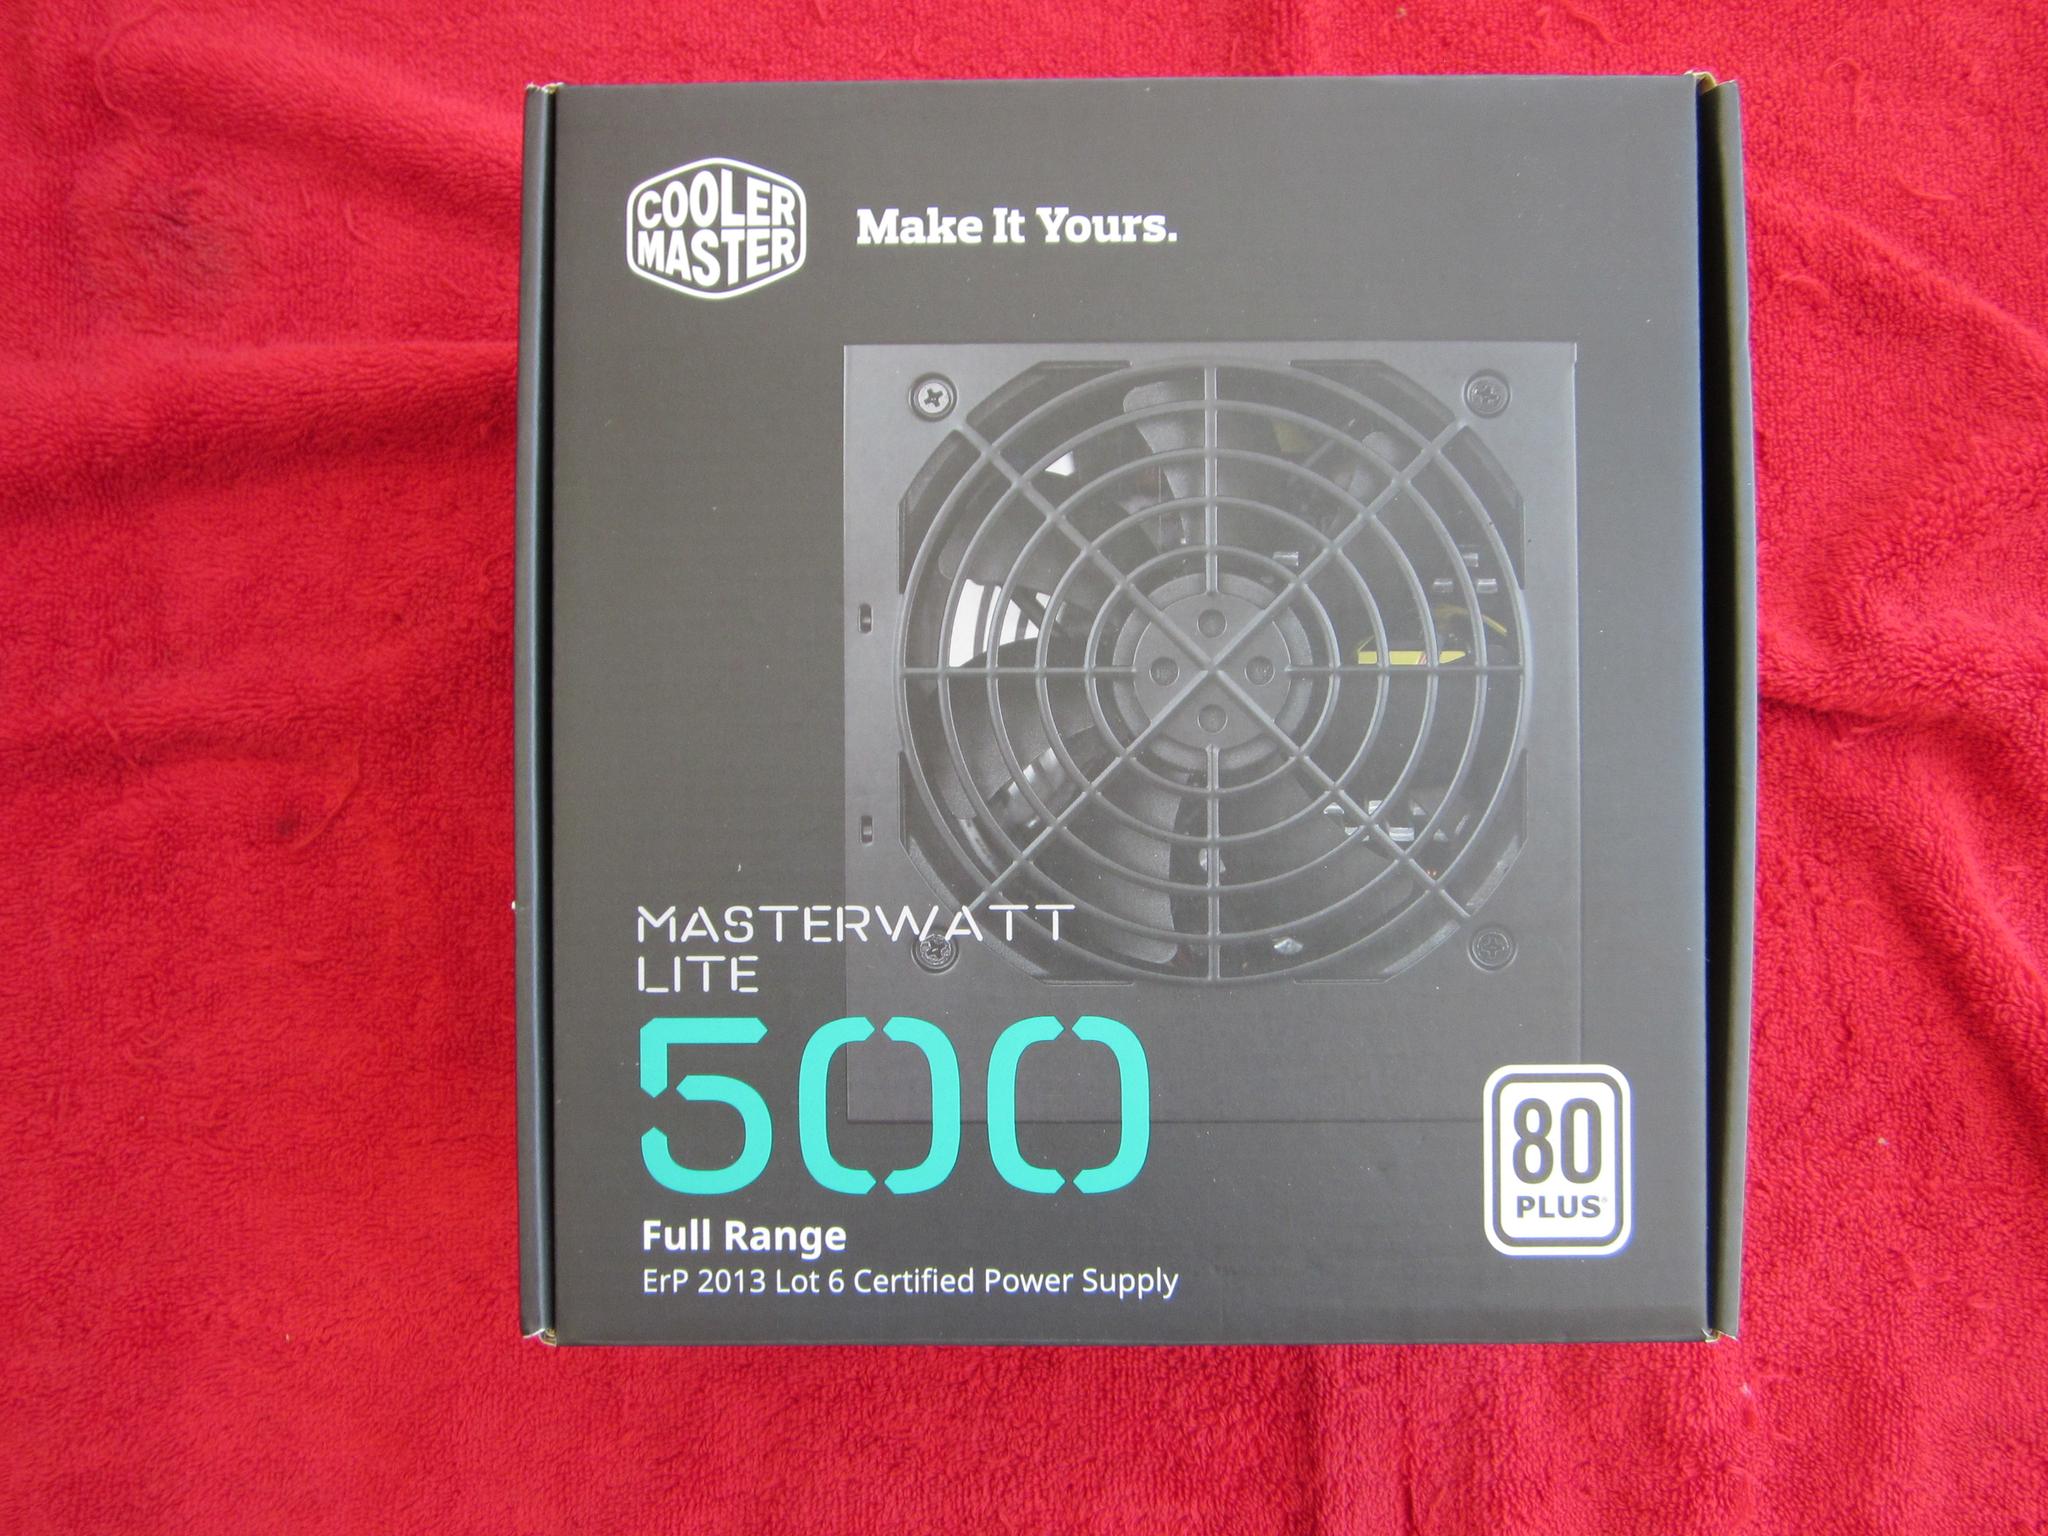 COOLER
MASTER
Make It Yours.
MASTERWATT
LITE
500
Full Range
ErP 2013 Lot 6 Certified Power Supply
80
PLUS®